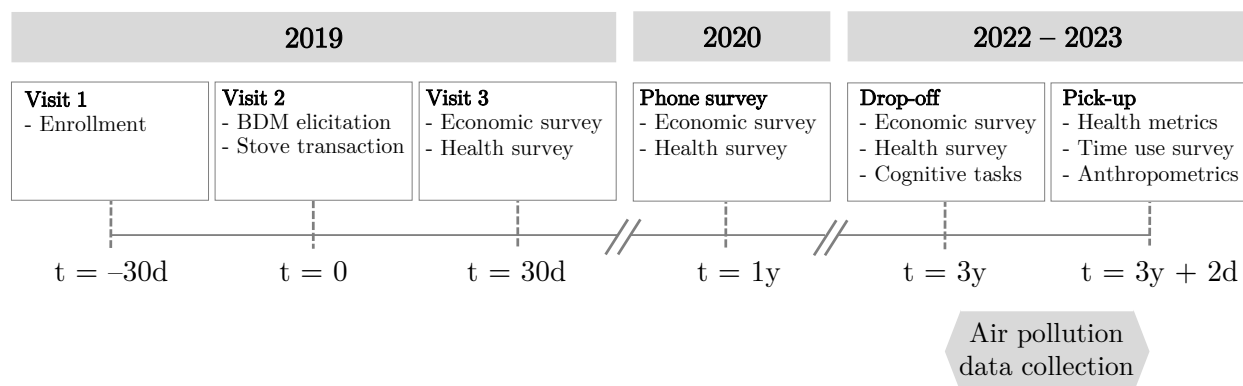 2019
2020
2022 – 2023
Visit 1
- Enrollment
Visit 2
- BDM elicitation
- Stove transaction
Visit 3
- Economic survey
- Health survey
Phone survey
- Economic survey
- Health survey
Drop-off
- Economic survey
- Health survey
- Cognitive tasks
Pick-up
- Health metrics
- Time use survey
- Anthropometrics
t = –30d
t = 0
t = 30d
t = 1y
t = 3y
t = 3y + 2d
Air pollution
data collection